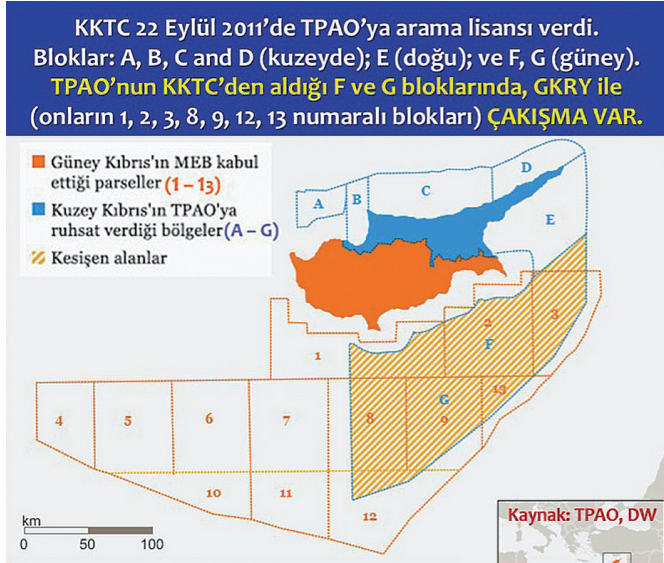 KKTC 22 Eylül 2011'de TPAO'ya arama lisansı verdi.
Bloklar: A, B, C and D (kuzeyde); E (doğu); ve F, G (güney).
TPAO'nun KKTC'den aldığı F ve G bloklarında, GKRY ile
(onların 1, 2, 3, 8, 9, 12, 13 numaralı blokları) ÇAKIŞMA VAR.
Güney Kıbrıs'ın MEB kabul
ettiği parseller (1 – 13)
Kuzey Kıbrıs'ın TPAO'ya
ruhsat verdiği bölgeler(A – G)
Kesişen alanlar
A
B
C
D
E
1
2
3
F
4
5
6
7
8
G
9
13
10
11
12
km
0 50 100
Kaynak: TPAO, DW